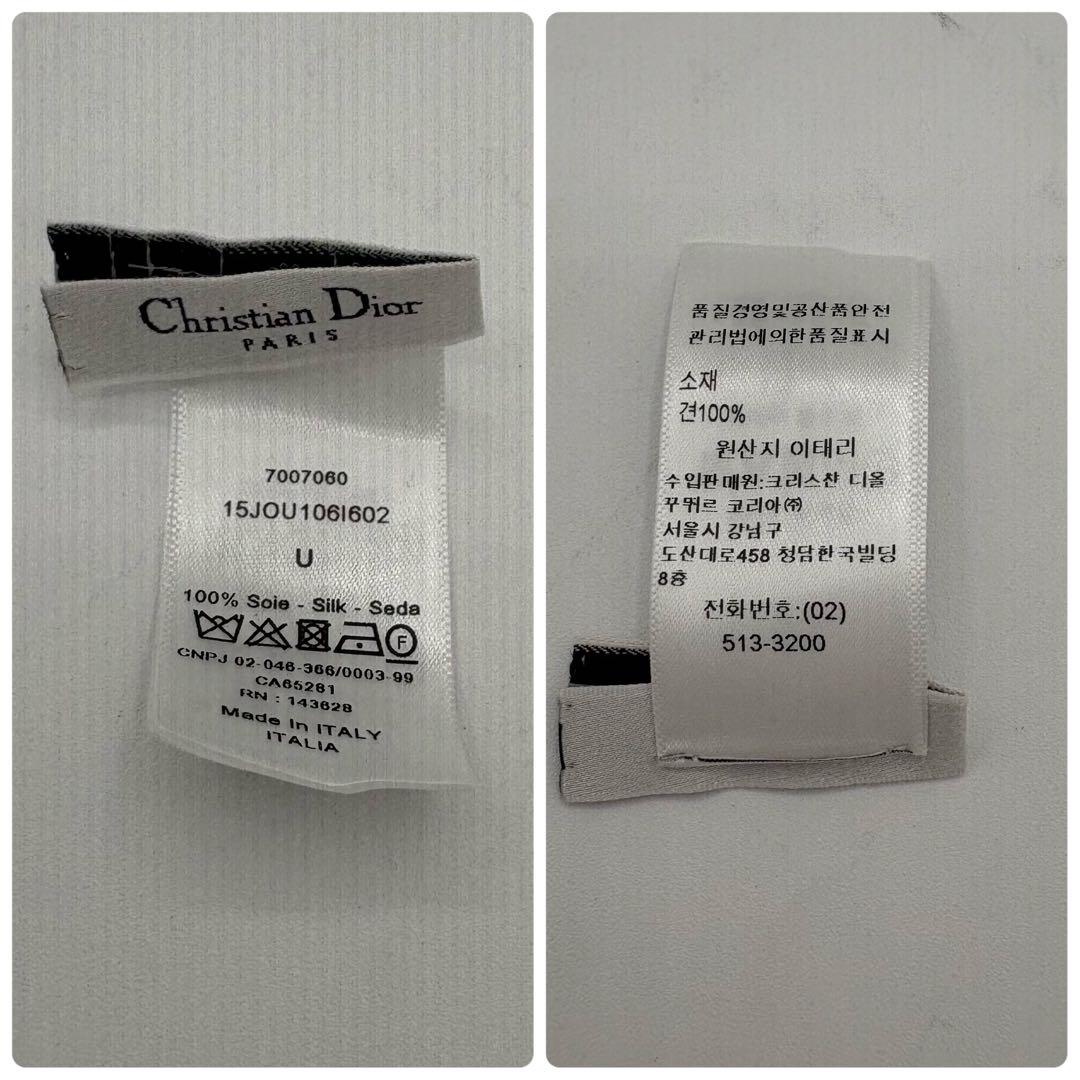 Christian Dior
PARIS
7007060
15JOU106I602
U
100% Soie - Silk - Seda
F
CNPJ 02-046-366/0003-99
CA65281
RN : 143628
Made In ITALY
ITALIA
품질경영및공산품안전
관리법에의한품질표시
소재
견100%
원산지 이태리
수입판매원:크리스챤 디올
꾸뛰르 코리아㈜
서울시 강남구
도산대로458 청담한국빌딩
8층
전화번호:(02)
513-3200